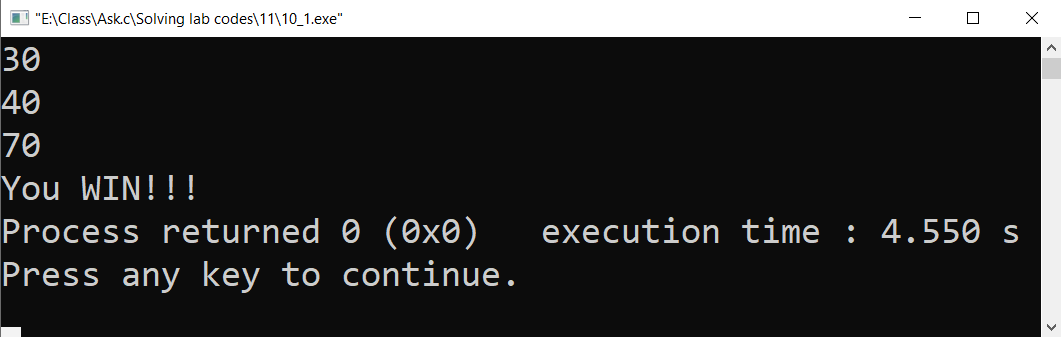 "E:\Class\Ask.c\Solving lab codes\11\10_1.exe"
30
40
70
You WIN!!!
Process returned 0 (0x0)   execution time : 4.550 s
Press any key to continue.